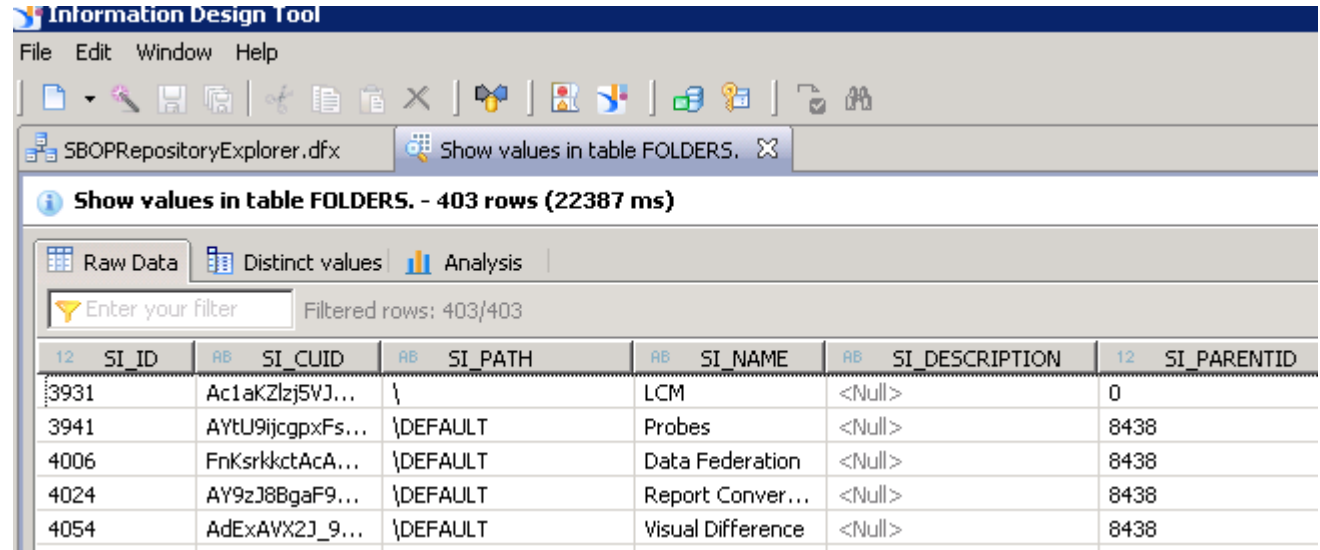 Information Design Tool
File Edit Window Help
SBOPRepositoryExplorer.dfx Show values in table FOLDERS.
Show values in table FOLDERS. - 403 rows (22387 ms)
Raw Data Distinct values Analysis
Enter your filter Filtered rows: 403/403
12 SI_ID AB SI_CUID AB SI_PATH AB SI_NAME AB SI_DESCRIPTION 12 SI_PARENTID
3931 Ac1aKZlzj5VJ... \ LCM <Null> 0
3941 AYtU9ijcgpxFs... \DEFAULT Probes <Null> 8438
4006 FnKsrkkctAcA... \DEFAULT Data Federation <Null> 8438
4024 AY9zJ8BgaF9... \DEFAULT Report Conver... <Null> 8438
4054 AdExAVX2J_9... \DEFAULT Visual Difference <Null> 8438